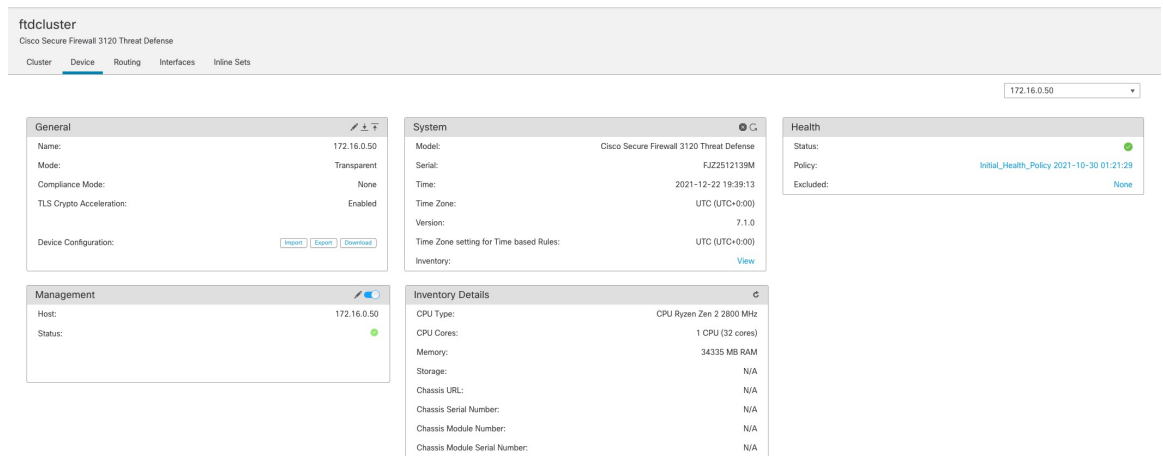 ftdcluster
Cisco Secure Firewall 3120 Threat Defense
Cluster Device Routing Interfaces Inline Sets
172.16.0.50
General
Name: 172.16.0.50
Mode: Transparent
Compliance Mode: None
TLS Crypto Acceleration: Enabled
Device Configuration: Import Export Download
System
Model: Cisco Secure Firewall 3120 Threat Defense
Serial: FJZ2512139M
Time: 2021-12-22 19:39:13
Time Zone: UTC (UTC+0:00)
Version: 7.1.0
Time Zone setting for Time based Rules: UTC (UTC+0:00)
Inventory: View
Health
Status:
Policy: Initial_Health_Policy 2021-10-30 01:21:29
Excluded: None
Management
Host: 172.16.0.50
Status:
Inventory Details
CPU Type: CPU Ryzen Zen 2 2800 MHz
CPU Cores: 1 CPU (32 cores)
Memory: 34335 MB RAM
Storage: N/A
Chassis URL: N/A
Chassis Serial Number: N/A
Chassis Module Number: N/A
Chassis Module Serial Number: N/A